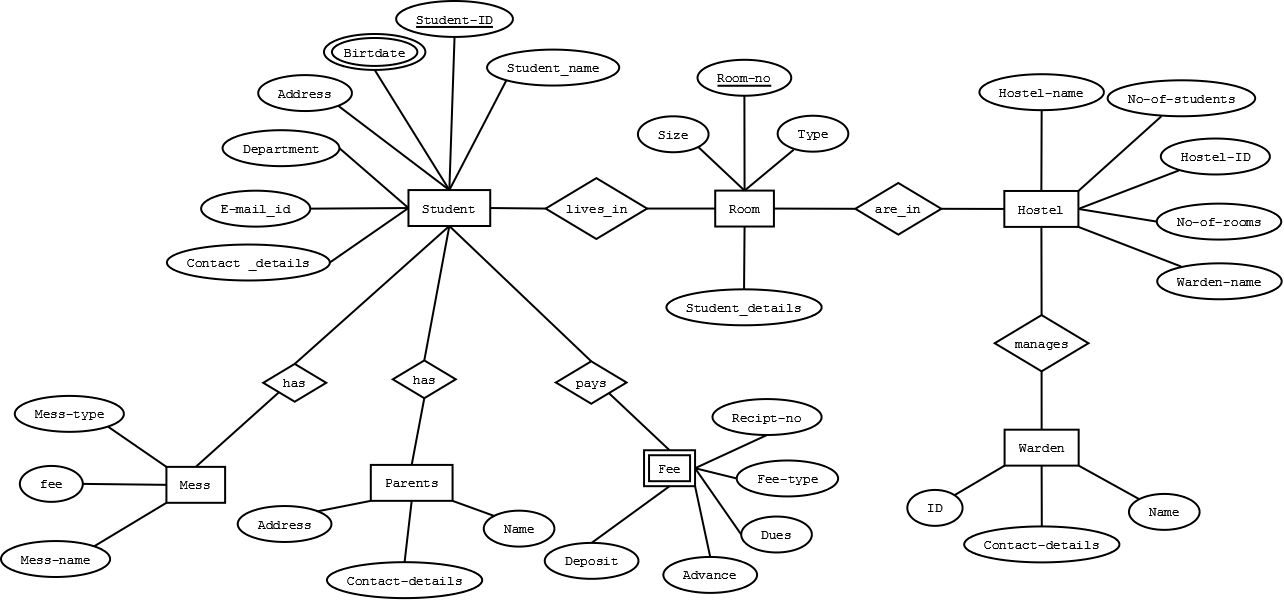 Student-ID
Birtdate
Student_name
Address
Department
E-mail_id
Contact _details
Student
lives_in
Room-no
Size
Type
Room
Student_details
are_in
Hostel-name
No-of-students
Hostel-ID
No-of-rooms
Warden-name
Hostel
manages
Warden
ID
Contact-details
Name
has
has
pays
Mess-type
fee
Mess-name
Mess
Parents
Address
Contact-details
Name
Fee
Recipt-no
Fee-type
Dues
Advance
Deposit